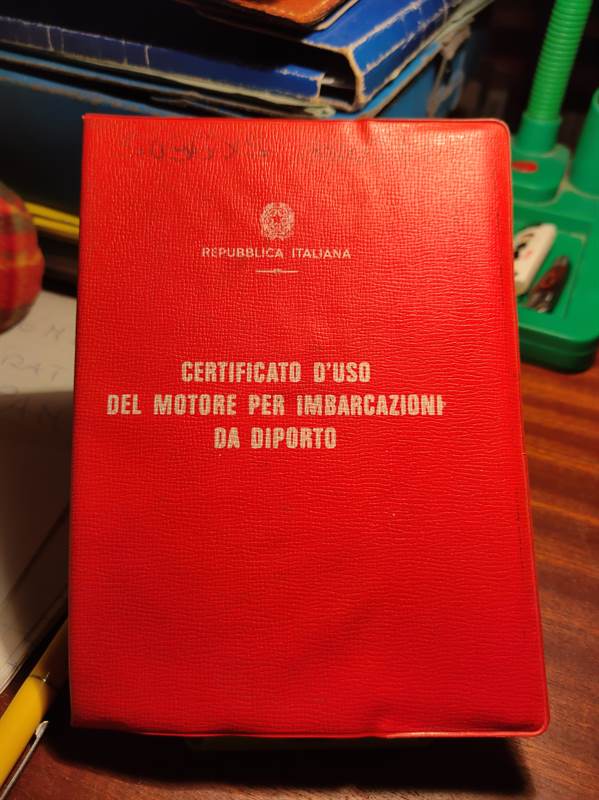 REPUBBLICA ITALIANA
CERTIFICATO D'USO
DEL MOTORE PER IMBARCAZIONI
DA DIPORTO